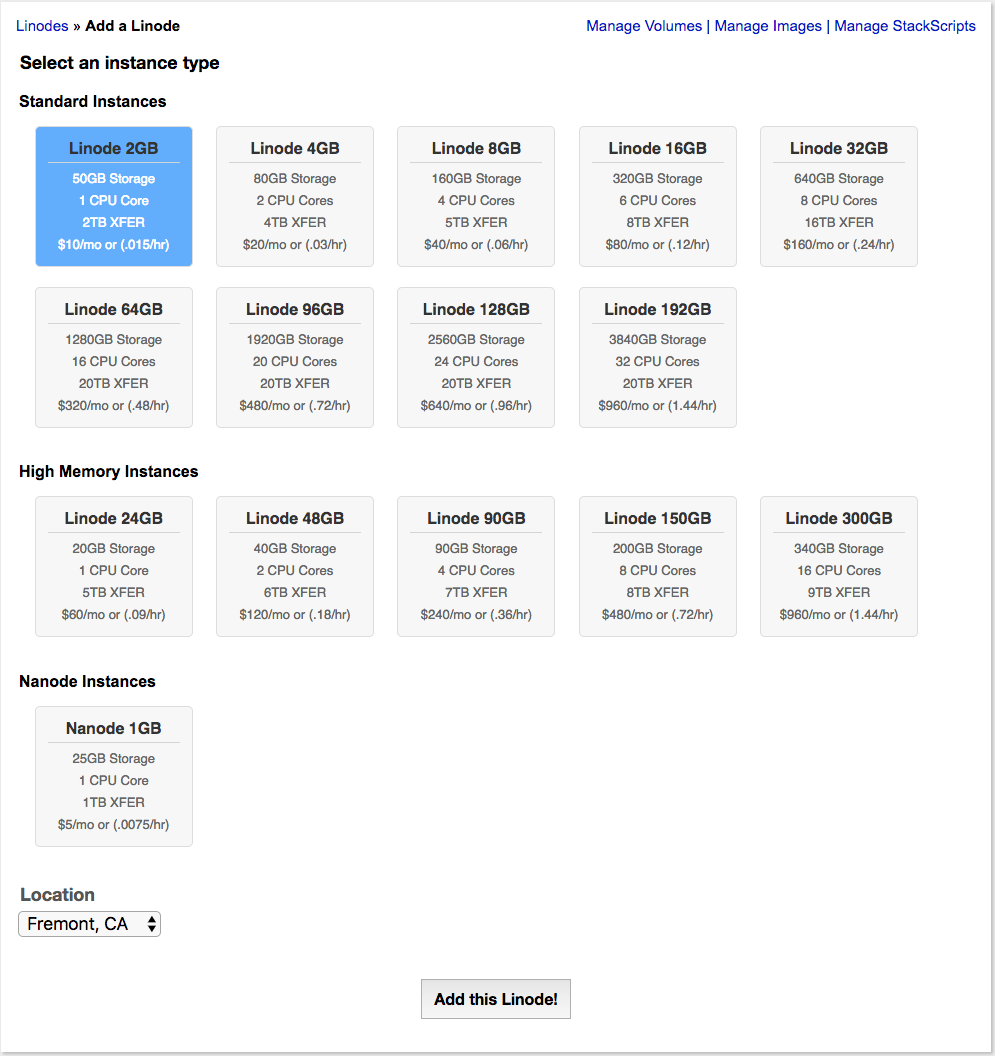 Linodes » Add a Linode
Manage Volumes | Manage Images | Manage StackScripts
Select an instance type
Standard Instances
Linode 2GB
50GB Storage
1 CPU Core
2TB XFER
$10/mo or (.015/hr)
Linode 4GB
80GB Storage
2 CPU Cores
4TB XFER
$20/mo or (.03/hr)
Linode 8GB
160GB Storage
4 CPU Cores
5TB XFER
$40/mo or (.06/hr)
Linode 16GB
320GB Storage
6 CPU Cores
8TB XFER
$80/mo or (.12/hr)
Linode 32GB
640GB Storage
8 CPU Cores
16TB XFER
$160/mo or (.24/hr)
Linode 64GB
1280GB Storage
16 CPU Cores
20TB XFER
$320/mo or (.48/hr)
Linode 96GB
1920GB Storage
20 CPU Cores
20TB XFER
$480/mo or (.72/hr)
Linode 128GB
2560GB Storage
24 CPU Cores
20TB XFER
$640/mo or (.96/hr)
Linode 192GB
3840GB Storage
32 CPU Cores
20TB XFER
$960/mo or (1.44/hr)
High Memory Instances
Linode 24GB
20GB Storage
1 CPU Core
5TB XFER
$60/mo or (.09/hr)
Linode 48GB
40GB Storage
2 CPU Cores
6TB XFER
$120/mo or (.18/hr)
Linode 90GB
90GB Storage
4 CPU Cores
7TB XFER
$240/mo or (.36/hr)
Linode 150GB
200GB Storage
8 CPU Cores
8TB XFER
$480/mo or (.72/hr)
Linode 300GB
340GB Storage
16 CPU Cores
9TB XFER
$960/mo or (1.44/hr)
Nanode Instances
Nanode 1GB
25GB Storage
1 CPU Core
1TB XFER
$5/mo or (.0075/hr)
Location
Fremont, CA
Add this Linode!